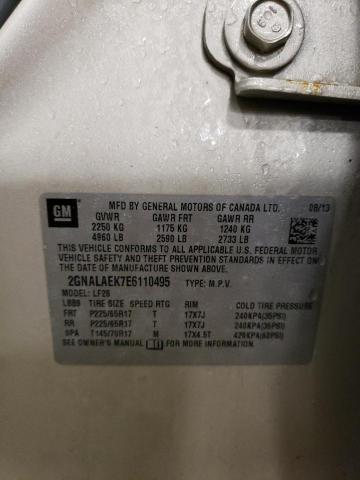 8
GM
MFD BY GENERAL MOTORS OF CANADA LTD. 08/13
GVWR GAWR FRT GAWR RR
2250 KG 1175 KG 1240 KG
4960 LB 2590 LB 2733 LB
THIS VEHICLE CONFORMS TO ALL APPLICABLE U.S. FEDERAL MOTOR
VEHICLE SAFETY AND THEFT PREVENTION STANDARDS IN EFFECT ON
THE DATE OF MANUFACTURE SHOWN ABOVE.
2GNALAEK7E6110495 TYPE: M.P.V.
MODEL: LF26
TIRE SIZE SPEED RTG RIM COLD TIRE PRESSURE
FRT P225/65R17 T 17X7J 240KPA(35PSI)
RR P225/65R17 T 17X7J 240KPA(35PSI)
SPA T145/70R17 M 17X4.5T 420KPA(60PSI)
SEE OWNER'S MANUAL FOR MORE INFORMATION.